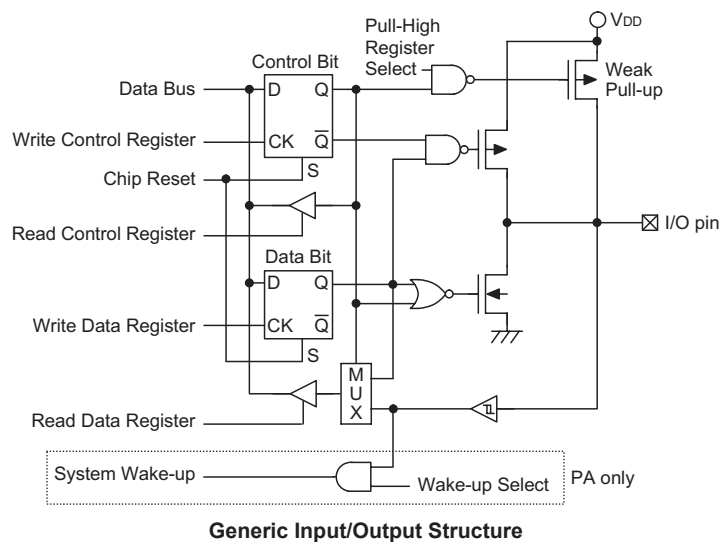 VDD
Pull-High
Register
Select
Weak
Pull-up
Control Bit
Data Bus
D Q
Write Control Register
CK Q
Chip Reset
S
Read Control Register
I/O pin
Data Bit
D Q
Write Data Register
CK Q
S
M
U
X
Read Data Register
System Wake-up
Wake-up Select
PA only
Generic Input/Output Structure